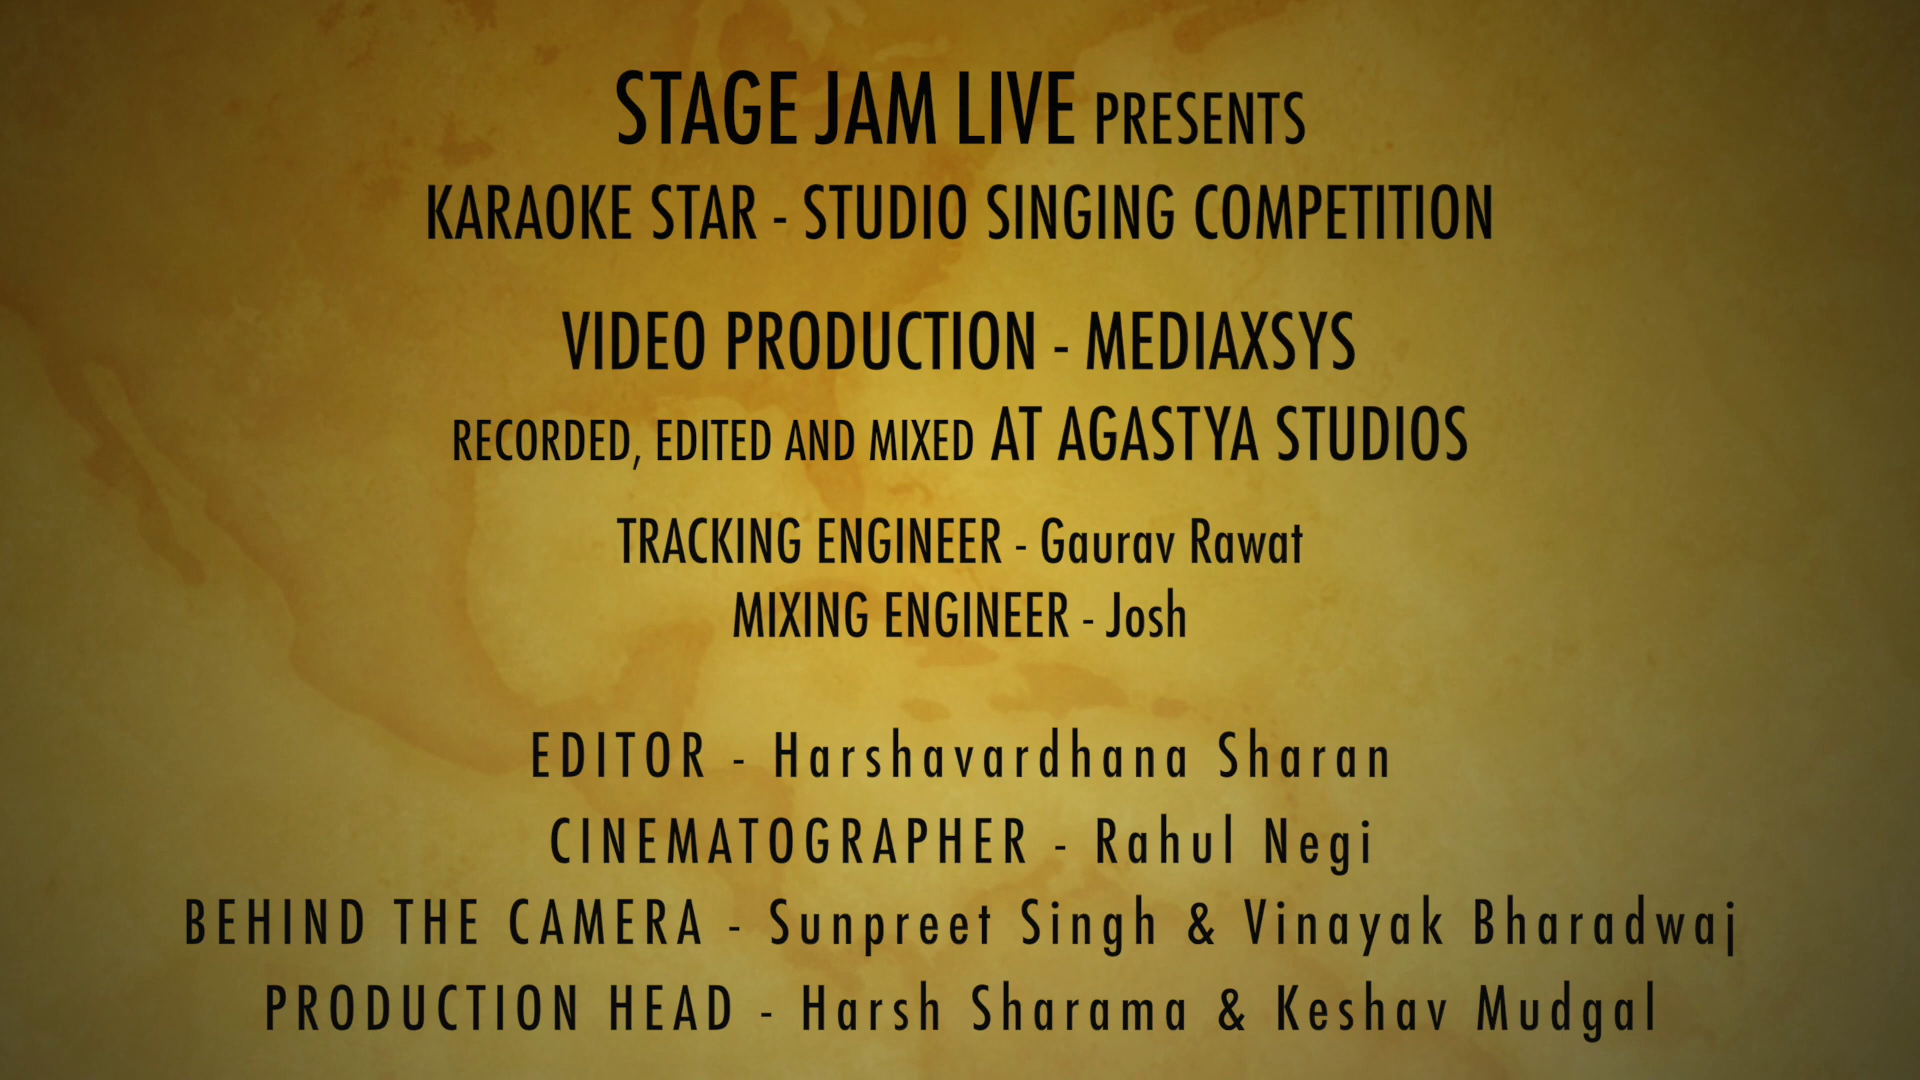 STAGE JAM LIVE PRESENTS
KARAOKE STAR - STUDIO SINGING COMPETITION
VIDEO PRODUCTION - MEDIAXSYS
RECORDED, EDITED AND MIXED AT AGASTYA STUDIOS
TRACKING ENGINEER - Gaurav Rawat
MIXING ENGINEER - Josh
EDITOR - Harshavardhana Sharan
CINEMATOGRAPHER - Rahul Negi
BEHIND THE CAMERA - Sunpreet Singh & Vinayak Bharadwaj
PRODUCTION HEAD - Harsh Sharama & Keshav Mudgal